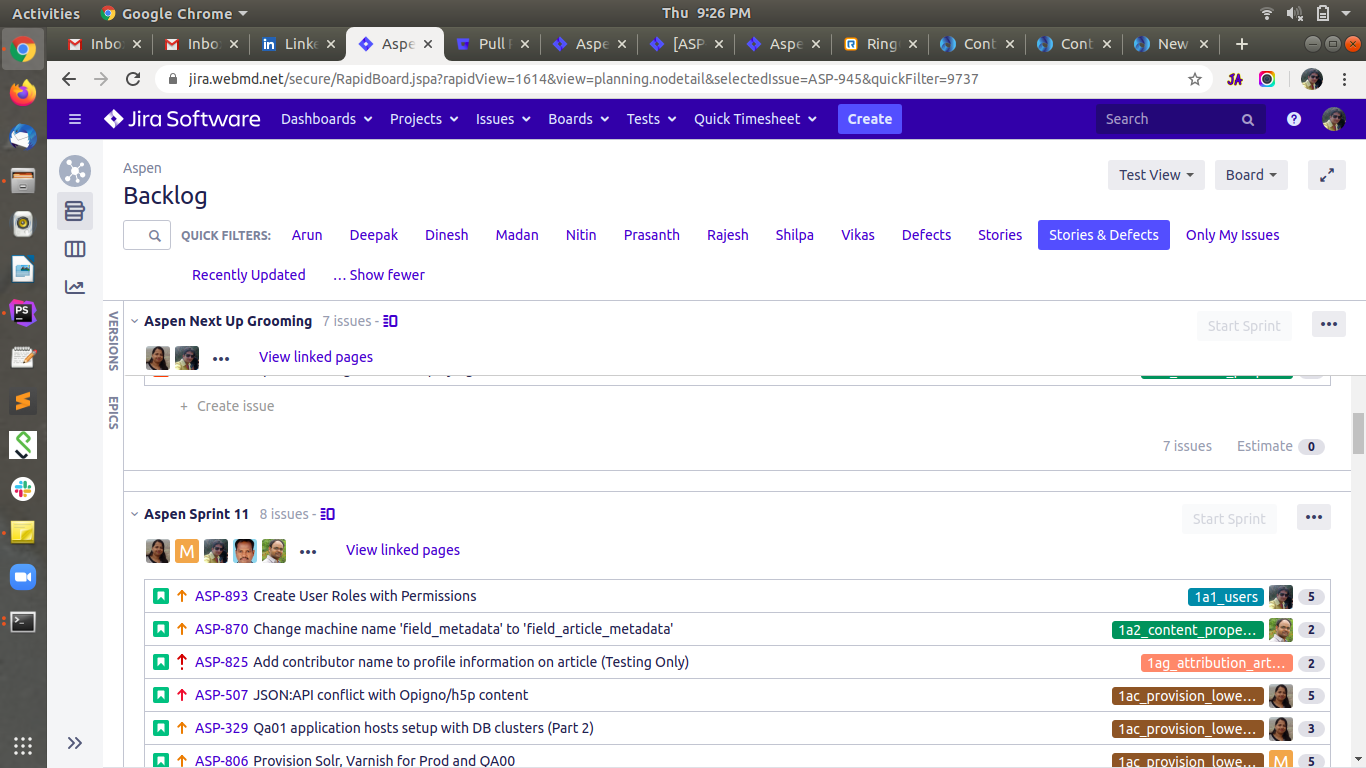 Activities Google Chrome Thu 9:26 PM
Inbo Inbo Linke Aspe Pull Aspe [ASP Aspe Ring Cont Cont New
jira.webmd.net/secure/RapidBoard.jspa?rapidView=1614&view=planning.nodetail&selectedIssue=ASP-945&quickFilter=9737 JA
Jira Software Dashboards Projects Issues Boards Tests Quick Timesheet Create Search
Aspen
Backlog
Test View Board
QUICK FILTERS: Arun Deepak Dinesh Madan Nitin Prasanth Rajesh Shilpa Vikas Defects Stories Stories & Defects Only My Issues
Recently Updated … Show fewer
VERSIONS
EPICS
Aspen Next Up Grooming 7 issues - Start Sprint
View linked pages
+ Create issue
7 issues Estimate 0
Aspen Sprint 11 8 issues - Start Sprint
M View linked pages
ASP-893 Create User Roles with Permissions 1a1_users 5
ASP-870 Change machine name 'field_metadata' to 'field_article_metadata' 1a2_content_prope… 2
ASP-825 Add contributor name to profile information on article (Testing Only) 1ag_attribution_art… 2
ASP-507 JSON:API conflict with Opigno/h5p content 1ac_provision_lowe… 5
ASP-329 Qa01 application hosts setup with DB clusters (Part 2) 1ac_provision_lowe… 3
ASP-806 Provision Solr, Varnish for Prod and QA00 1ac_provision_lowe… M 5
PS